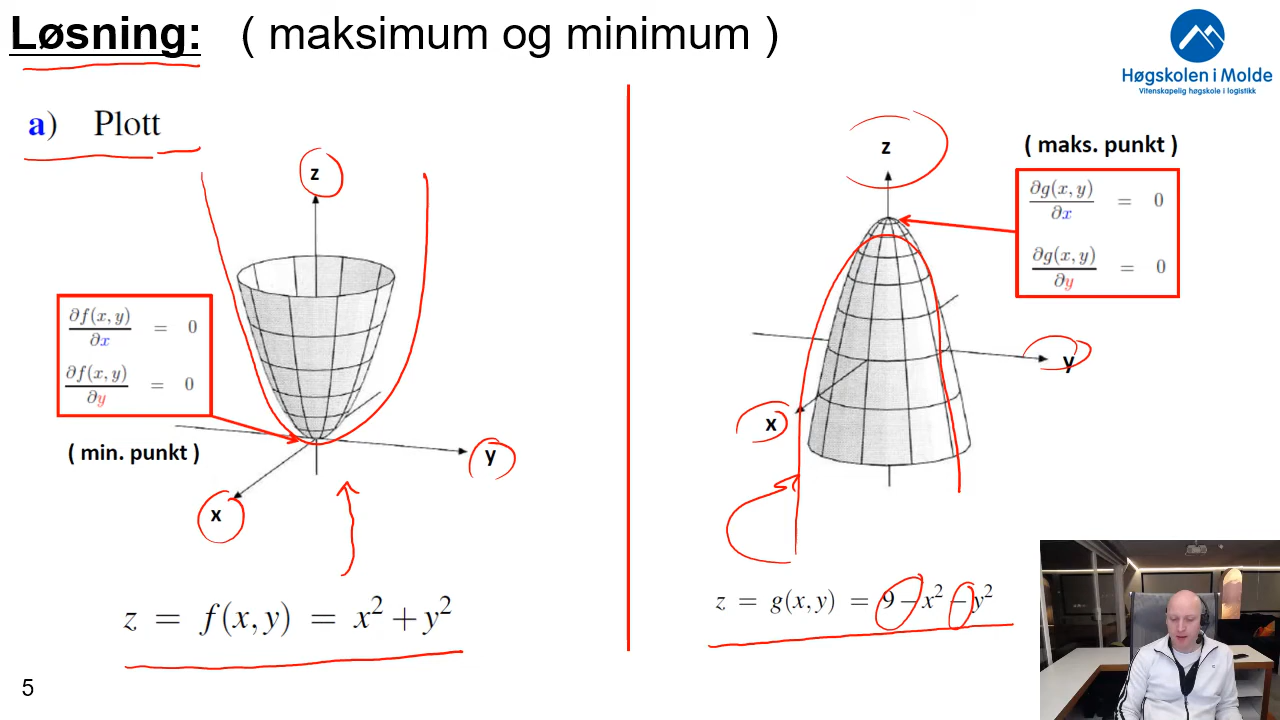 Løsning: ( maksimum og minimum )
Høgskolen i Molde
Vitenskapelig høgskole i logistikk
a) Plott
z
∂f(x, y)/∂x = 0
∂f(x, y)/∂y = 0
( min. punkt )
y
x
z = f(x, y) = x² + y²
z
( maks. punkt )
∂g(x, y)/∂x = 0
∂g(x, y)/∂y = 0
y
x
z = g(x, y) = 9 − x² − y²
5